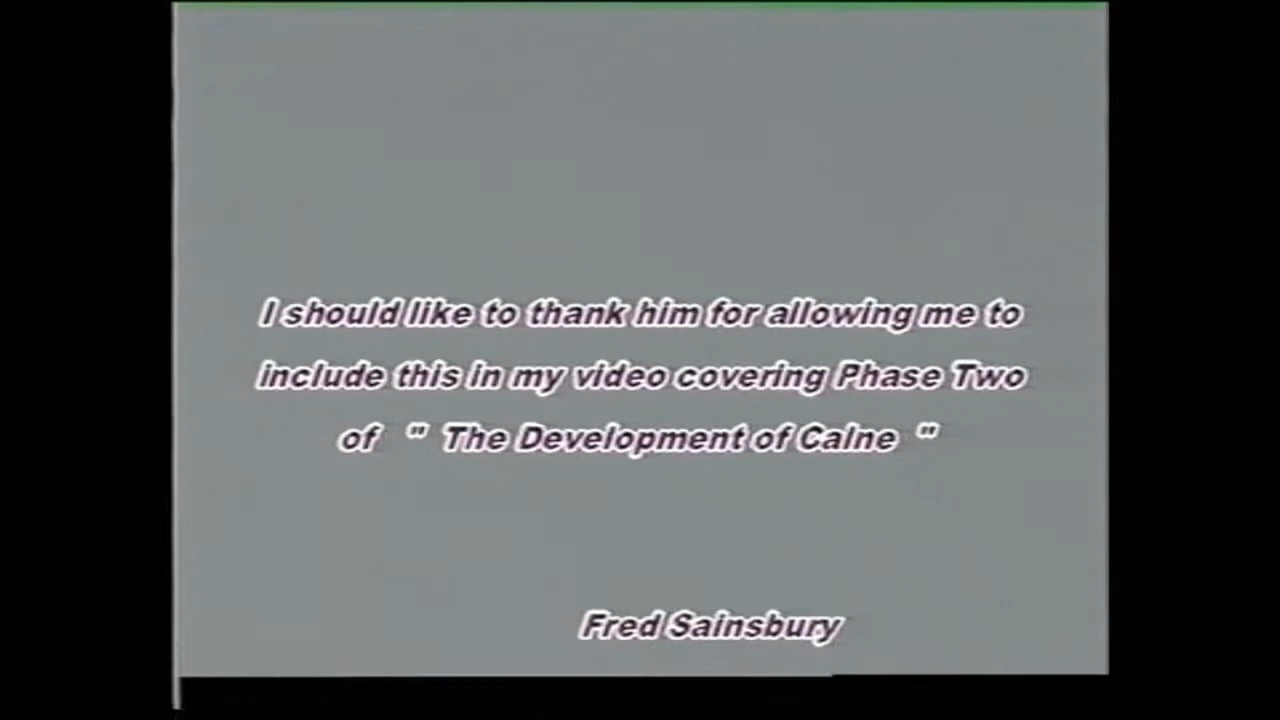 I should like to thank him for allowing me to
include this in my video covering Phase Two
of " The Development of Calne "
Fred Sainsbury